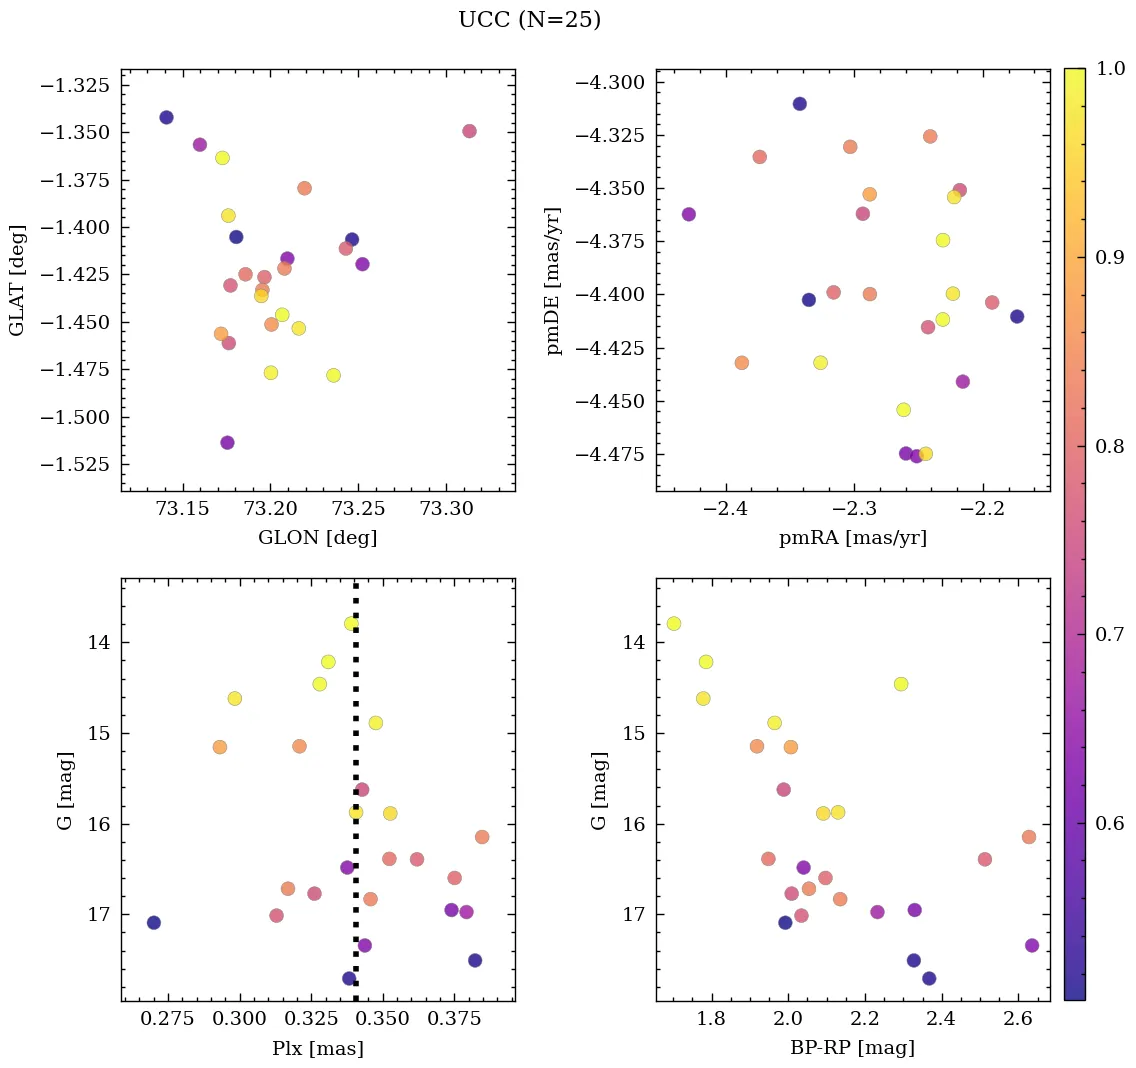 UCC (N=25)
−1.325
−1.350
−1.375
−1.400
−1.425
−1.450
−1.475
−1.500
−1.525
GLAT [deg]
73.15 73.20 73.25 73.30
GLON [deg]
−4.300
−4.325
−4.350
−4.375
−4.400
−4.425
−4.450
−4.475
pmDE [mas/yr]
−2.4 −2.3 −2.2
pmRA [mas/yr]
1.0
0.9
0.8
0.7
0.6
14
15
16
17
G [mag]
0.275 0.300 0.325 0.350 0.375
Plx [mas]
14
15
16
17
G [mag]
1.8 2.0 2.2 2.4 2.6
BP-RP [mag]